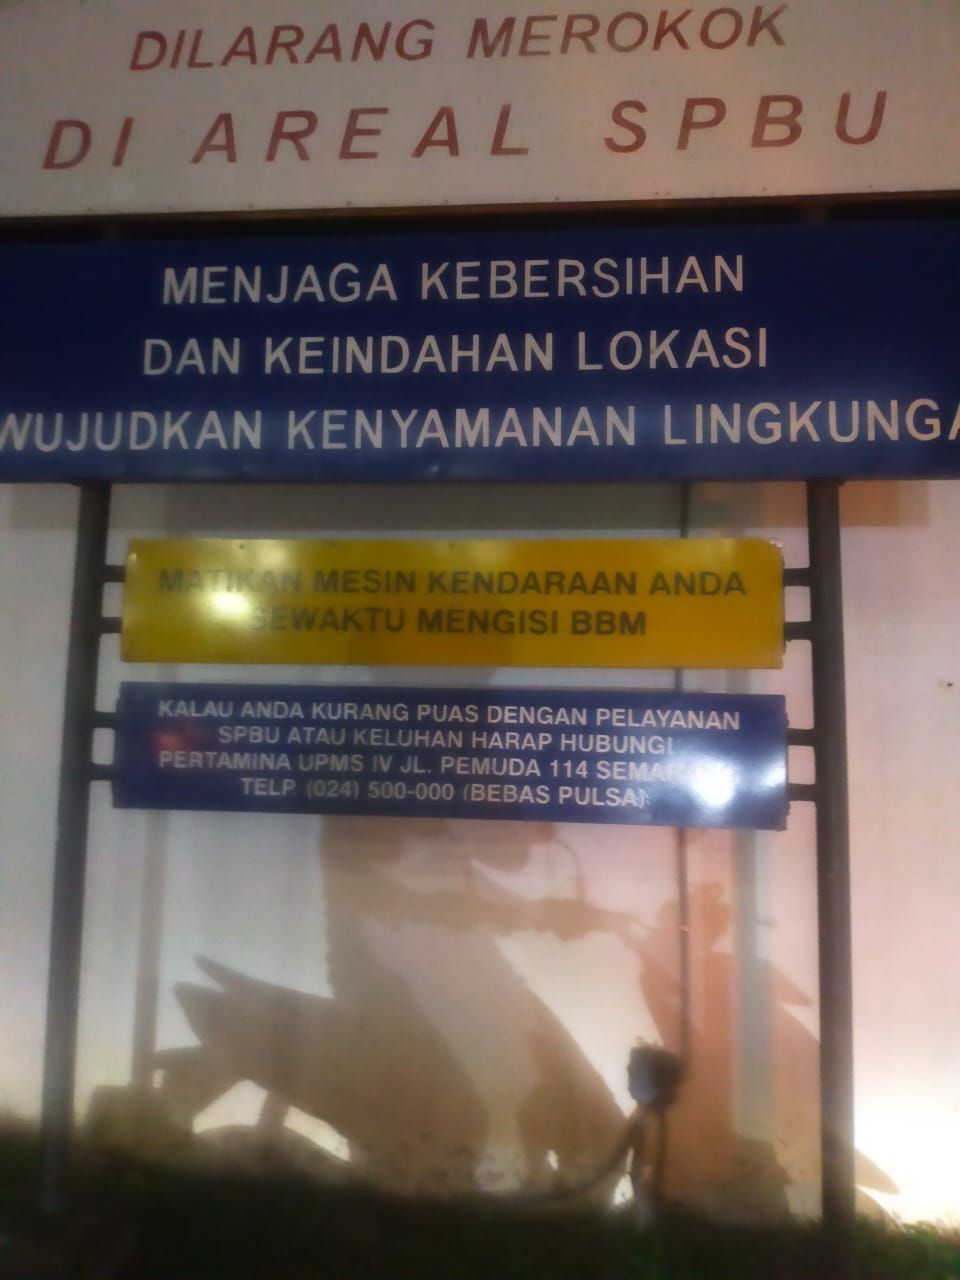 DILARANG MEROKOK
DI AREAL SPBU
MENJAGA KEBERSIHAN
DAN KEINDAHAN LOKASI
WUJUDKAN KENYAMANAN LINGKUNGA
MATIKAN MESIN KENDARAAN ANDA
SEWAKTU MENGISI BBM
KALAU ANDA KURANG PUAS DENGAN PELAYANAN
SPBU ATAU KELUHAN HARAP HUBUNGI
PERTAMINA UPMS IV JL. PEMUDA 114 SEMARANG
TELP. (024) 500-000 (BEBAS PULSA)